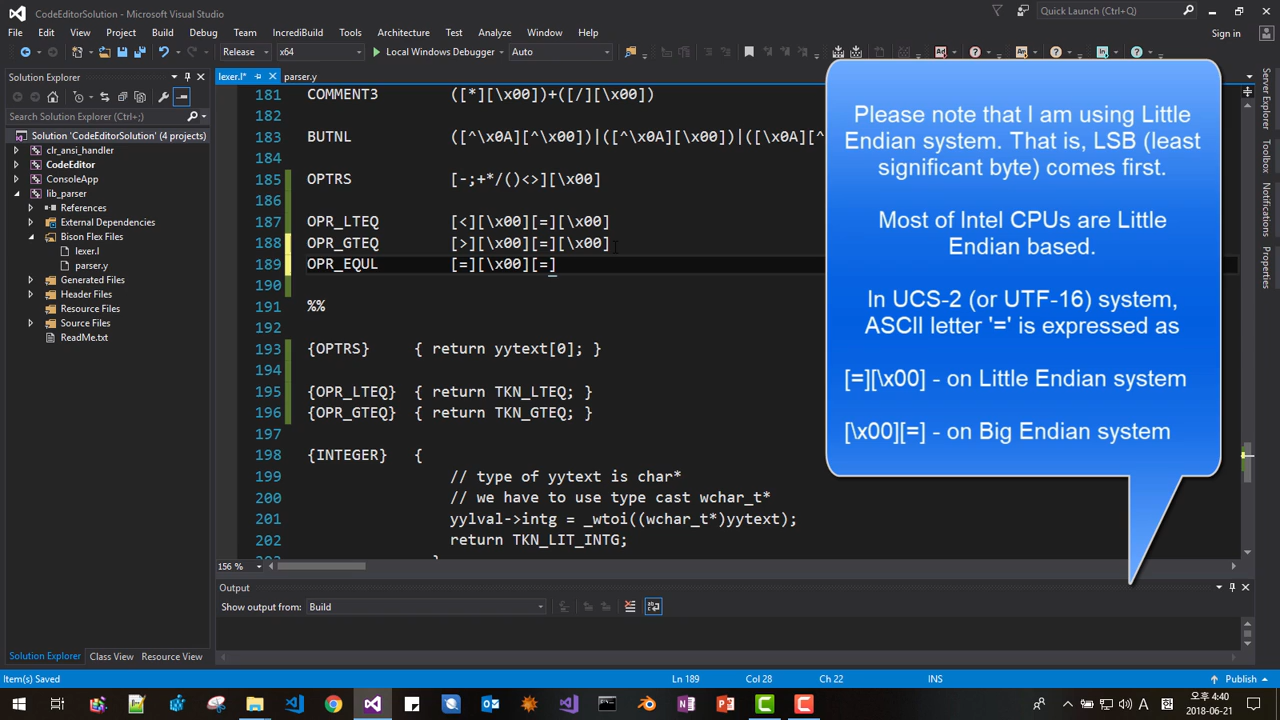 CodeEditorSolution - Microsoft Visual Studio
Quick Launch (Ctrl+Q)
File Edit View Project Build Debug Team IncrediBuild Tools Architecture Test Analyze Window Help
Sign in
Release x64 Local Windows Debugger Auto
Solution Explorer
lexer.l* parser.y
Search Solution Explorer (Ctrl+;)
Solution 'CodeEditorSolution' (4 projects)
clr_ansi_handler
CodeEditor
ConsoleApp
lib_parser
References
External Dependencies
Bison Flex Files
lexer.l
parser.y
Generated Files
Header Files
Resource Files
Source Files
ReadMe.txt
Solution Explorer Class View Resource View
181 COMMENT3 ([*][\x00])+([/][\x00])
182
183 BUTNL ([^\x0A][^\x00])|([^\x0A][\x00])|([\x0A][^
184
185 OPTRS [-;+*/()<>][\x00]
186
187 OPR_LTEQ [<][\x00][=][\x00]
188 OPR_GTEQ [>][\x00][=][\x00]
189 OPR_EQUL [=][\x00][=]
190
191 %%
192
193 {OPTRS} { return yytext[0]; }
194
195 {OPR_LTEQ} { return TKN_LTEQ; }
196 {OPR_GTEQ} { return TKN_GTEQ; }
197
198 {INTEGER} {
199 // type of yytext is char*
200 // we have to use type cast wchar_t*
201 yylval->intg = _wtoi((wchar_t*)yytext);
202 return TKN_LIT_INTG;
203 }
156 %
Please note that I am using Little
Endian system. That is, LSB (least
significant byte) comes first.
Most of Intel CPUs are Little
Endian based.
In UCS-2 (or UTF-16) system,
ASCII letter '=' is expressed as
[=][\x00] - on Little Endian system
[\x00][=] - on Big Endian system
Server Explorer
Toolbox
Notifications
Properties
Output
Show output from: Build
Item(s) Saved Ln 189 Col 28 Ch 22 INS Publish
A 오후 4:40
2018-06-21